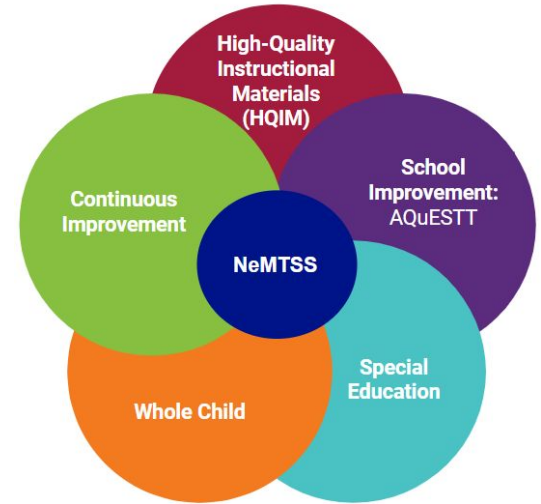 High-Quality
Instructional
Materials
(HQIM)
School
Improvement:
AQuESTT
Continuous
Improvement
NeMTSS
Special
Education
Whole Child